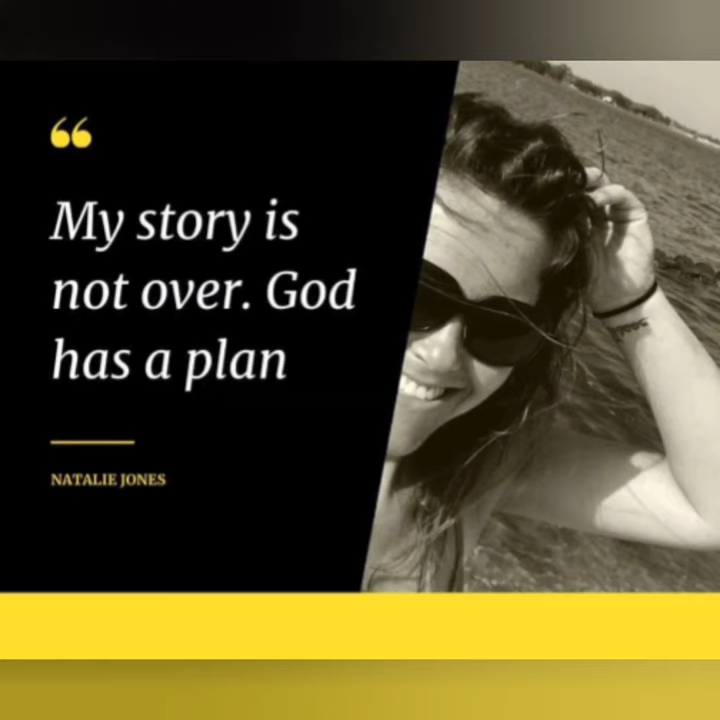 “
My story is
not over. God
has a plan
NATALIE JONES